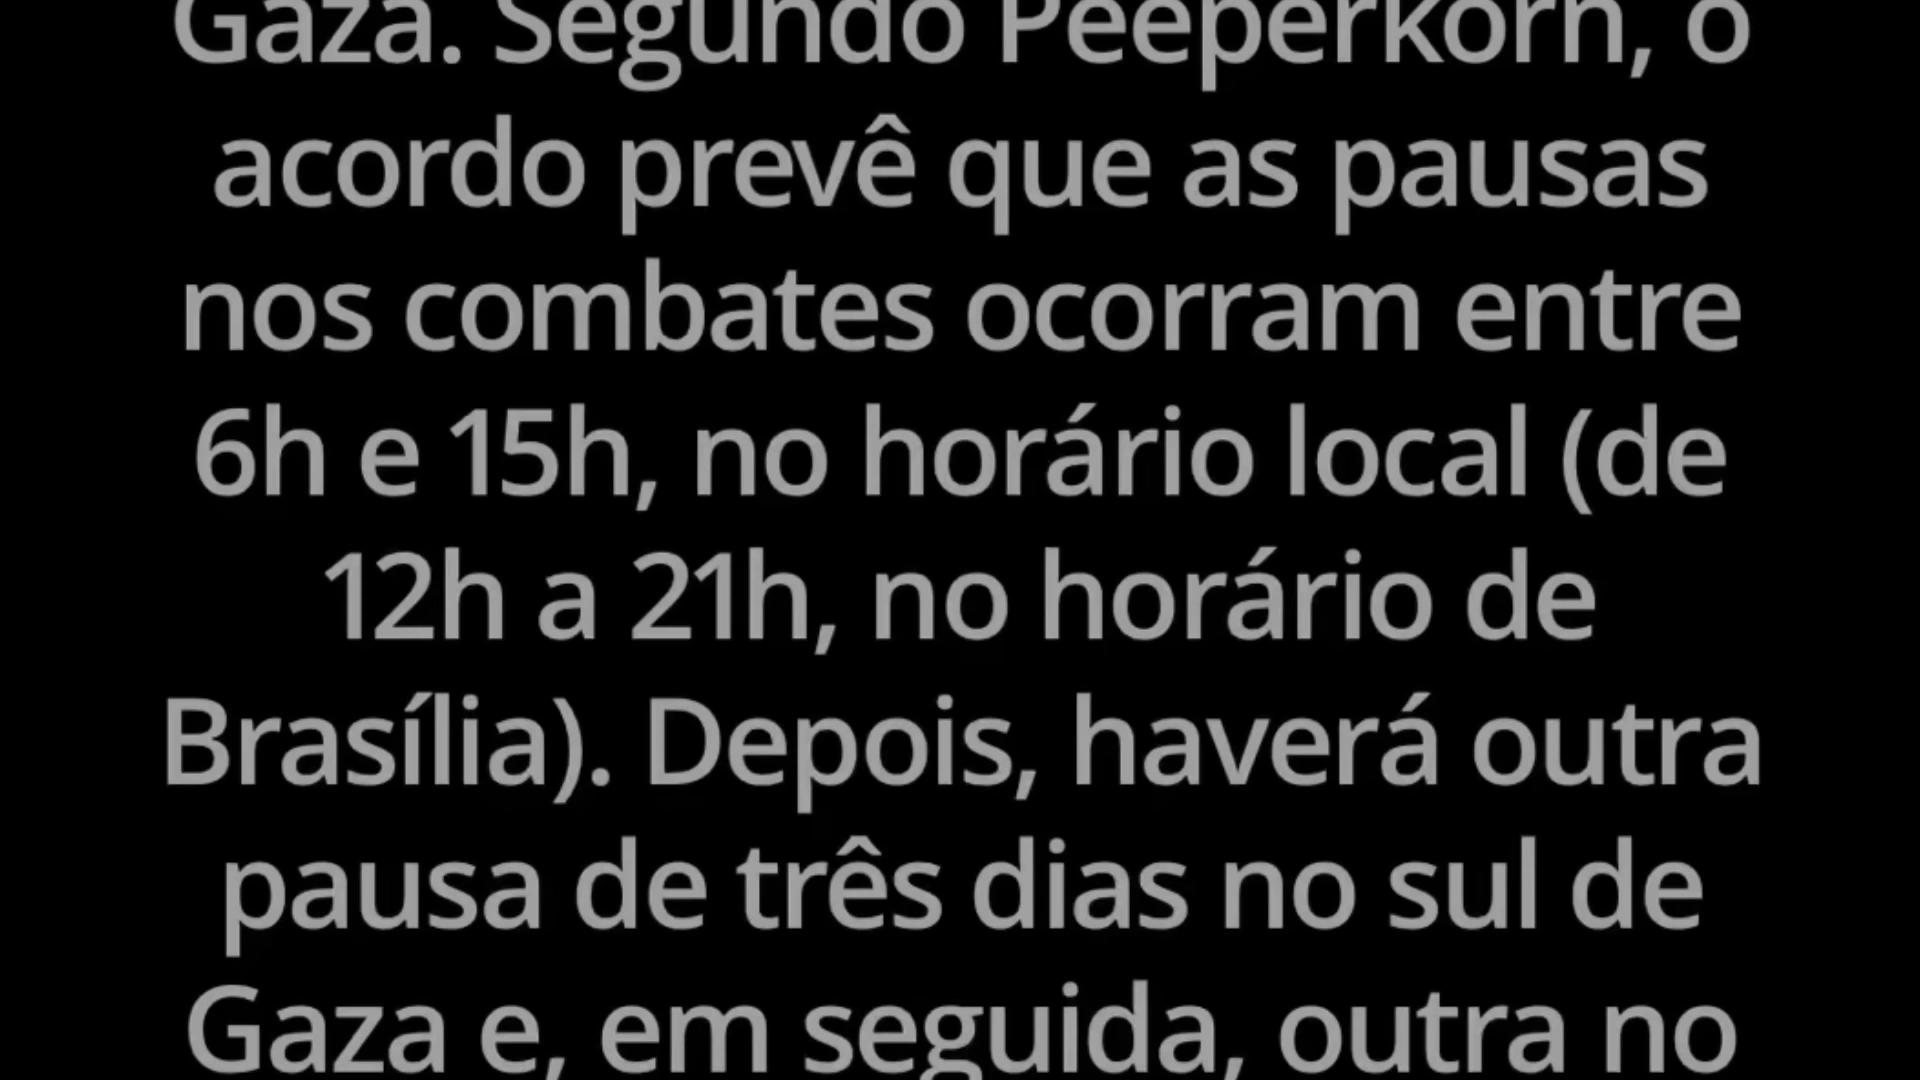 Gaza. Segundo Peeperkorn, o
acordo prevê que as pausas
nos combates ocorram entre
6h e 15h, no horário local (de
12h a 21h, no horário de
Brasília). Depois, haverá outra
pausa de três dias no sul de
Gaza e, em seguida, outra no